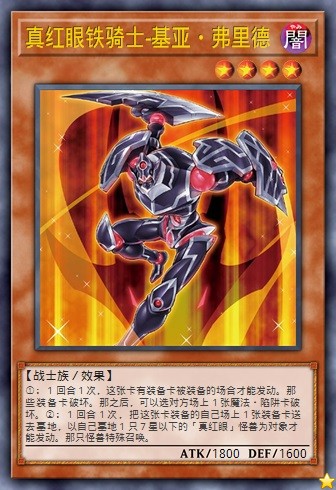 真红眼铁骑士-基亚·弗里德
闇
【战士族／效果】
①：1回合1次，这张卡有装备卡被装备的场合才能发动。那
些装备卡破坏。那之后，可以选对方场上1张魔法·陷阱卡破
坏。②：1回合1次，把这张卡装备的自己场上1张装备卡送
去墓地，以自己墓地1只7星以下的「真红眼」怪兽为对象才
能发动。那只怪兽特殊召唤。
ATK/1800 DEF/1600